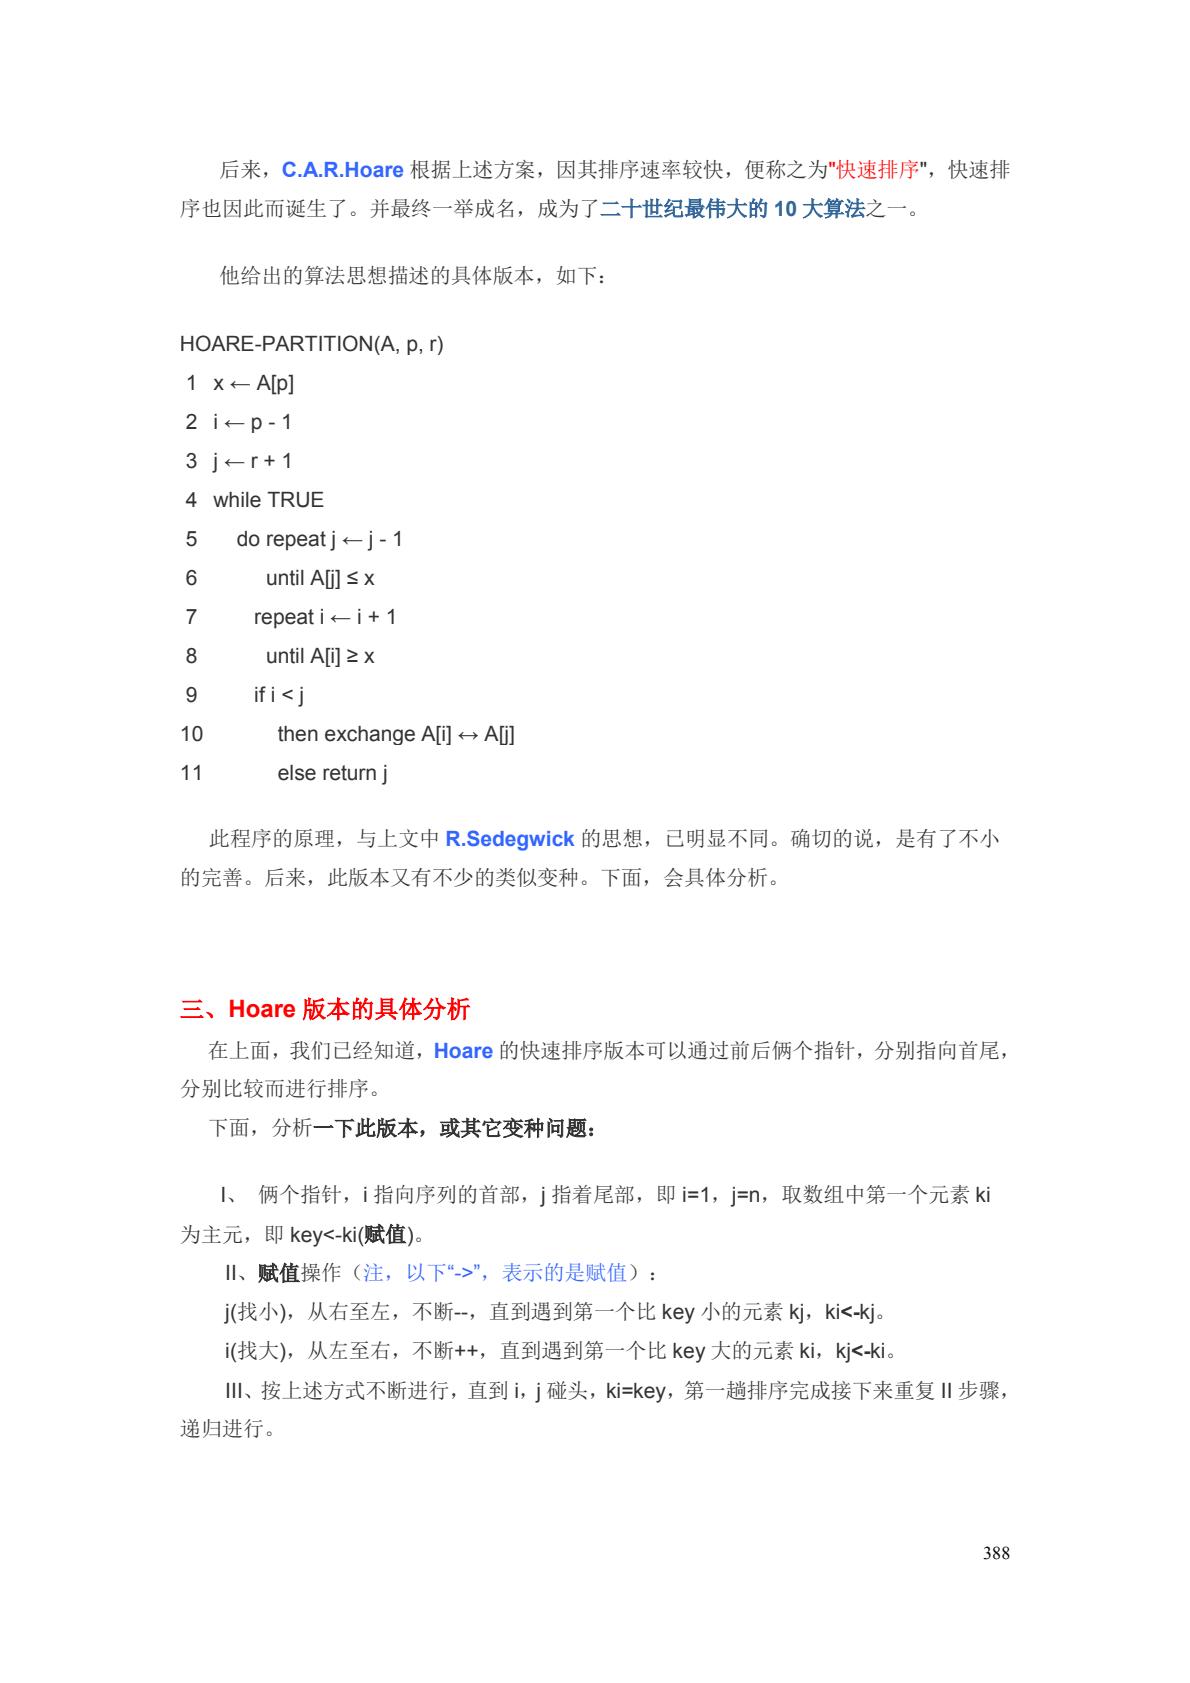 后来，C.A.R.Hoare 根据上述方案，因其排序速率较快，便称之为"快速排序"，快速排
序也因此而诞生了。并最终一举成名，成为了二十世纪最伟大的 10 大算法之一。
他给出的算法思想描述的具体版本，如下：
HOARE-PARTITION(A, p, r)
1 x ← A[p]
2 i ← p - 1
3 j ← r + 1
4 while TRUE
5 do repeat j ← j - 1
6 until A[j] ≤ x
7 repeat i ← i + 1
8 until A[i] ≥ x
9 if i < j
10 then exchange A[i] ↔ A[j]
11 else return j
此程序的原理，与上文中 R.Sedegwick 的思想，已明显不同。确切的说，是有了不小
的完善。后来，此版本又有不少的类似变种。下面，会具体分析。
三、Hoare 版本的具体分析
在上面，我们已经知道，Hoare 的快速排序版本可以通过前后俩个指针，分别指向首尾，
分别比较而进行排序。
下面，分析一下此版本，或其它变种问题：
I、 俩个指针，i 指向序列的首部，j 指着尾部，即 i=1，j=n，取数组中第一个元素 ki
为主元，即 key<-ki(赋值)。
II、赋值操作（注，以下“->”，表示的是赋值）：
j(找小)，从右至左，不断--，直到遇到第一个比 key 小的元素 kj，ki<-kj。
i(找大)，从左至右，不断++，直到遇到第一个比 key 大的元素 ki，kj<-ki。
III、按上述方式不断进行，直到 i，j 碰头，ki=key，第一趟排序完成接下来重复 II 步骤，
递归进行。
388